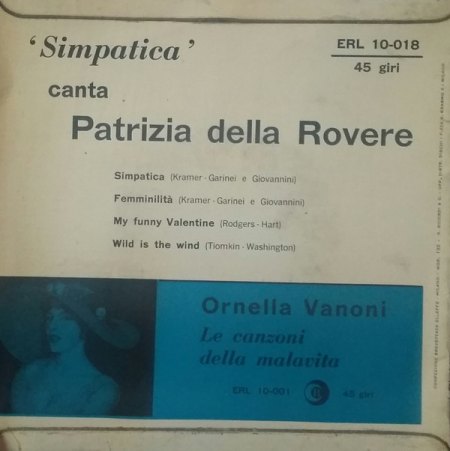 'Simpatica'
ERL 10-018
45 giri
canta
Patrizia della Rovere
Simpatica (Kramer - Garinei e Giovannini)
Femminilità (Kramer - Garinei e Giovannini)
My funny Valentine (Rodgers - Hart)
Wild is the wind (Tiomkin - Washington)
Ornella Vanoni
Le canzoni
della malavita
ERL 10-001
45 giri